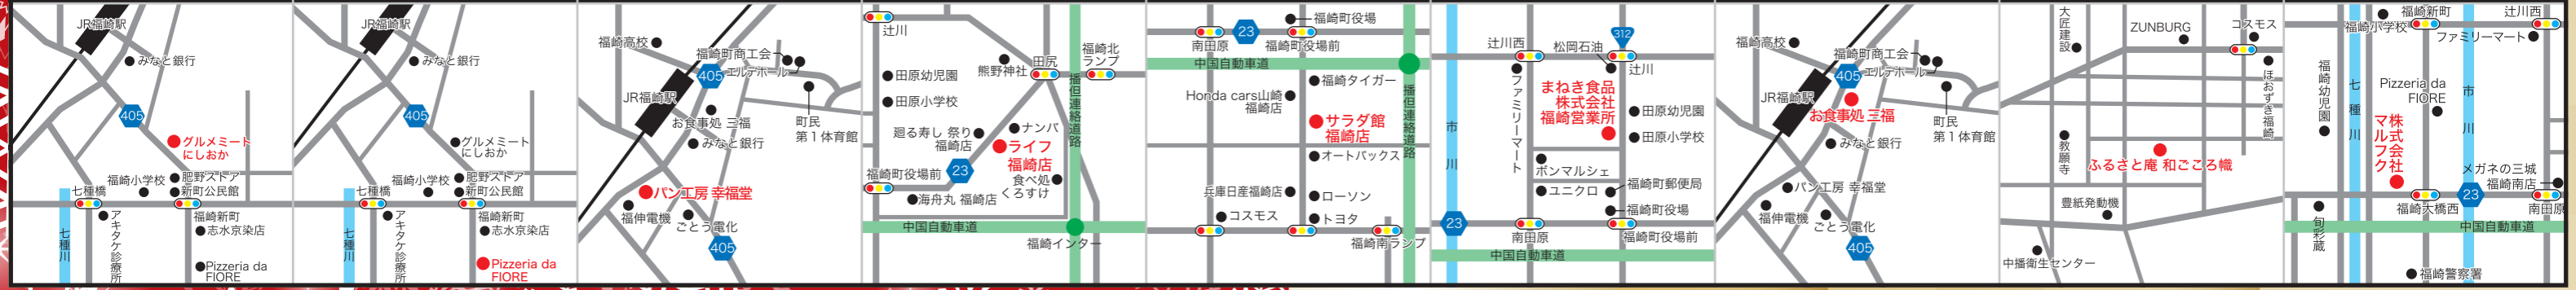 JR福崎駅
みなと銀行
405
グルメミート
にしおか
福崎小学校
肥野ストア
新町公民館
七種橋
アキタケ診療所
福崎新町
志水京染店
七種川
Pizzeria da
FIORE
JR福崎駅
みなと銀行
405
グルメミート
にしおか
福崎小学校
肥野ストア
新町公民館
七種橋
アキタケ診療所
福崎新町
志水京染店
七種川
Pizzeria da
FIORE
福崎高校
福崎町商工会
405
エルデホール
JR福崎駅
お食事処 三福
町民
第1体育館
みなと銀行
パン工房 幸福堂
福伸電機
ごとう電化
405
辻川
福崎北
ランプ
熊野神社
田尻
田原幼児園
田原小学校
播但連絡道路
廻る寿し 祭り
福崎店
ナンバ
ライフ
福崎店
福崎町役場前
23
食べ処
くろすけ
海舟丸 福崎店
中国自動車道
福崎インター
福崎町役場
23
南田原
福崎町役場前
中国自動車道
福崎タイガー
Honda cars山崎
福崎店
播但連絡道路
サラダ館
福崎店
オートバックス
兵庫日産福崎店
ローソン
コスモス
トヨタ
福崎南ランプ
312
辻川西
松岡石油
辻川
ファミリーマート
まねき食品
株式会社
福崎営業所
田原幼児園
田原小学校
市川
ボンマルシェ
ユニクロ
福崎町郵便局
福崎町役場
23
南田原
福崎町役場前
中国自動車道
福崎高校
福崎町商工会
405
エルデホール
JR福崎駅
お食事処 三福
町民
第1体育館
みなと銀行
パン工房 幸福堂
福伸電機
ごとう電化
405
大匠建設
ZUNBURG
コスモス
ほおずき福崎
教願寺
ふるさと庵 和ごころ幟
豊紙発動機
中播衛生センター
福崎新町
辻川西
福崎小学校
ファミリーマート
福崎幼児園
七種川
Pizzeria da
FIORE
市川
株式会社
マルフク
メガネの三城
福崎南店
福崎大橋西
23
南田原
旬彩蔵
中国自動車道
福崎警察署